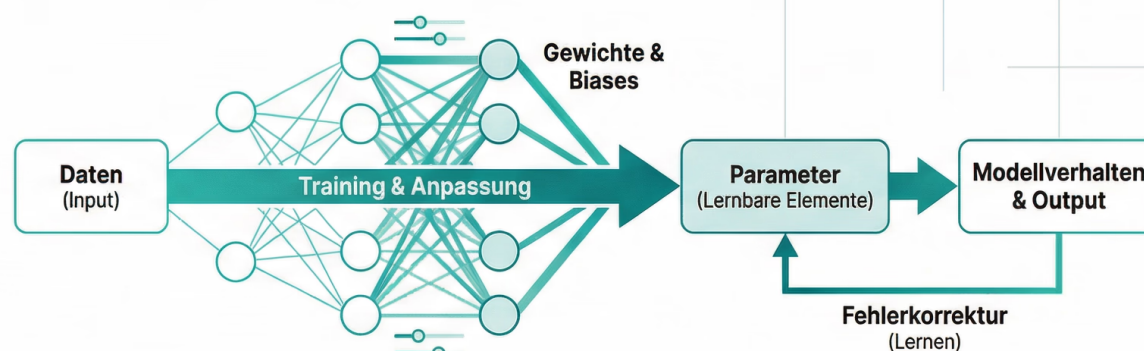 Gewichte &
Biases
Daten
(Input)
Training & Anpassung
Parameter
(Lernbare Elemente)
Modellverhalten
& Output
Fehlerkorrektur
(Lernen)